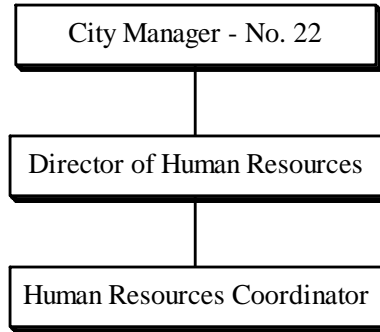 City Manager - No. 22
Director of Human Resources
Human Resources Coordinator